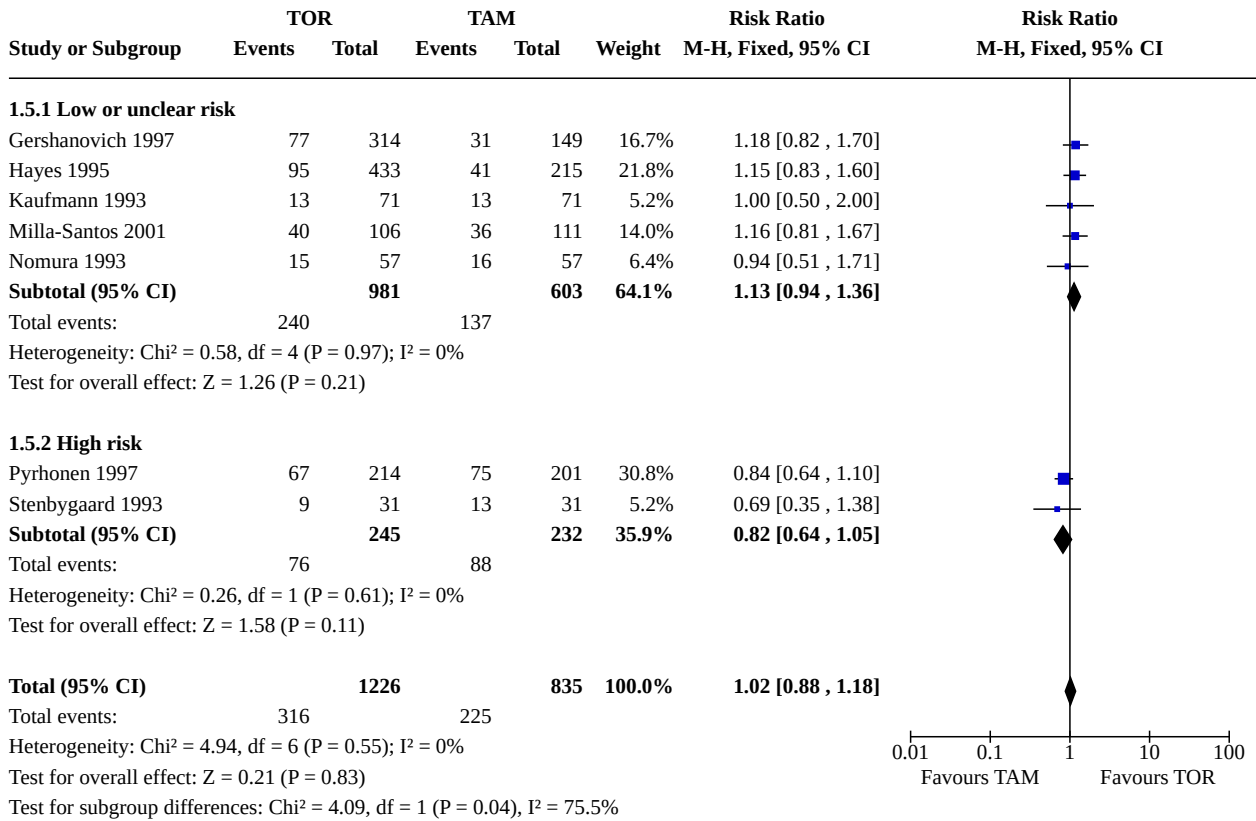 TOR TAM Risk Ratio Risk Ratio
Study or Subgroup Events Total Events Total Weight M-H, Fixed, 95% CI M-H, Fixed, 95% CI
1.5.1 Low or unclear risk
Gershanovich 1997 77 314 31 149 16.7% 1.18 [0.82 , 1.70]
Hayes 1995 95 433 41 215 21.8% 1.15 [0.83 , 1.60]
Kaufmann 1993 13 71 13 71 5.2% 1.00 [0.50 , 2.00]
Milla-Santos 2001 40 106 36 111 14.0% 1.16 [0.81 , 1.67]
Nomura 1993 15 57 16 57 6.4% 0.94 [0.51 , 1.71]
Subtotal (95% CI) 981 603 64.1% 1.13 [0.94 , 1.36]
Total events: 240 137
Heterogeneity: Chi² = 0.58, df = 4 (P = 0.97); I² = 0%
Test for overall effect: Z = 1.26 (P = 0.21)
1.5.2 High risk
Pyrhonen 1997 67 214 75 201 30.8% 0.84 [0.64 , 1.10]
Stenbygaard 1993 9 31 13 31 5.2% 0.69 [0.35 , 1.38]
Subtotal (95% CI) 245 232 35.9% 0.82 [0.64 , 1.05]
Total events: 76 88
Heterogeneity: Chi² = 0.26, df = 1 (P = 0.61); I² = 0%
Test for overall effect: Z = 1.58 (P = 0.11)
Total (95% CI) 1226 835 100.0% 1.02 [0.88 , 1.18]
Total events: 316 225
Heterogeneity: Chi² = 4.94, df = 6 (P = 0.55); I² = 0%
0.01 0.1 1 10 100
Test for overall effect: Z = 0.21 (P = 0.83)
Favours TAM Favours TOR
Test for subgroup differences: Chi² = 4.09, df = 1 (P = 0.04), I² = 75.5%